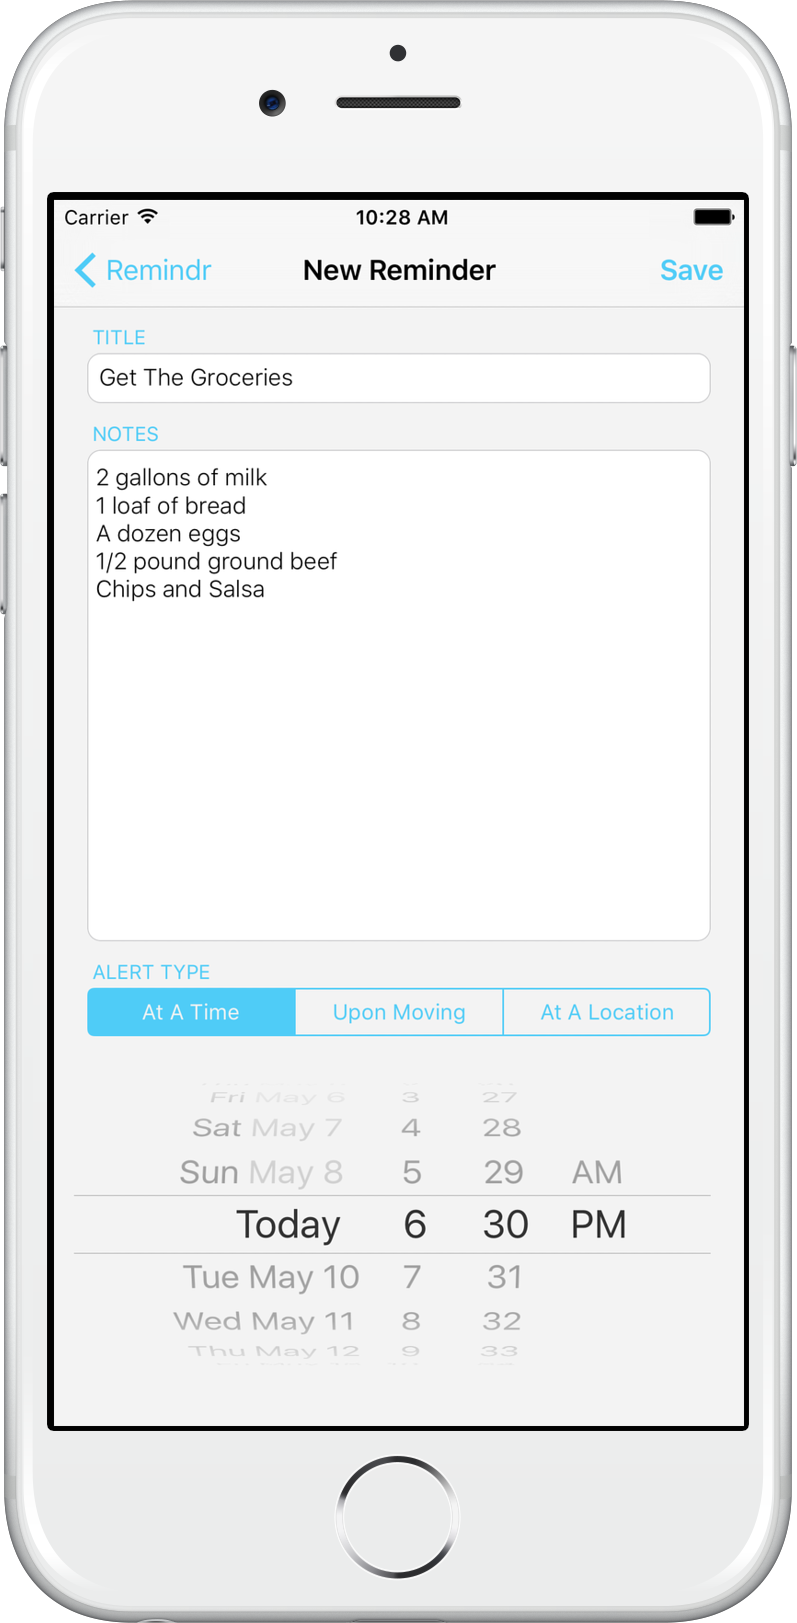 Carrier 10:28 AM
Remindr New Reminder Save
TITLE
Get The Groceries
NOTES
2 gallons of milk
1 loaf of bread
A dozen eggs
1/2 pound ground beef
Chips and Salsa
ALERT TYPE
At A Time Upon Moving At A Location
Fri May 6 3 27
Sat May 7 4 28
Sun May 8 5 29 AM
Today 6 30 PM
Tue May 10 7 31
Wed May 11 8 32
Thu May 12 9 33